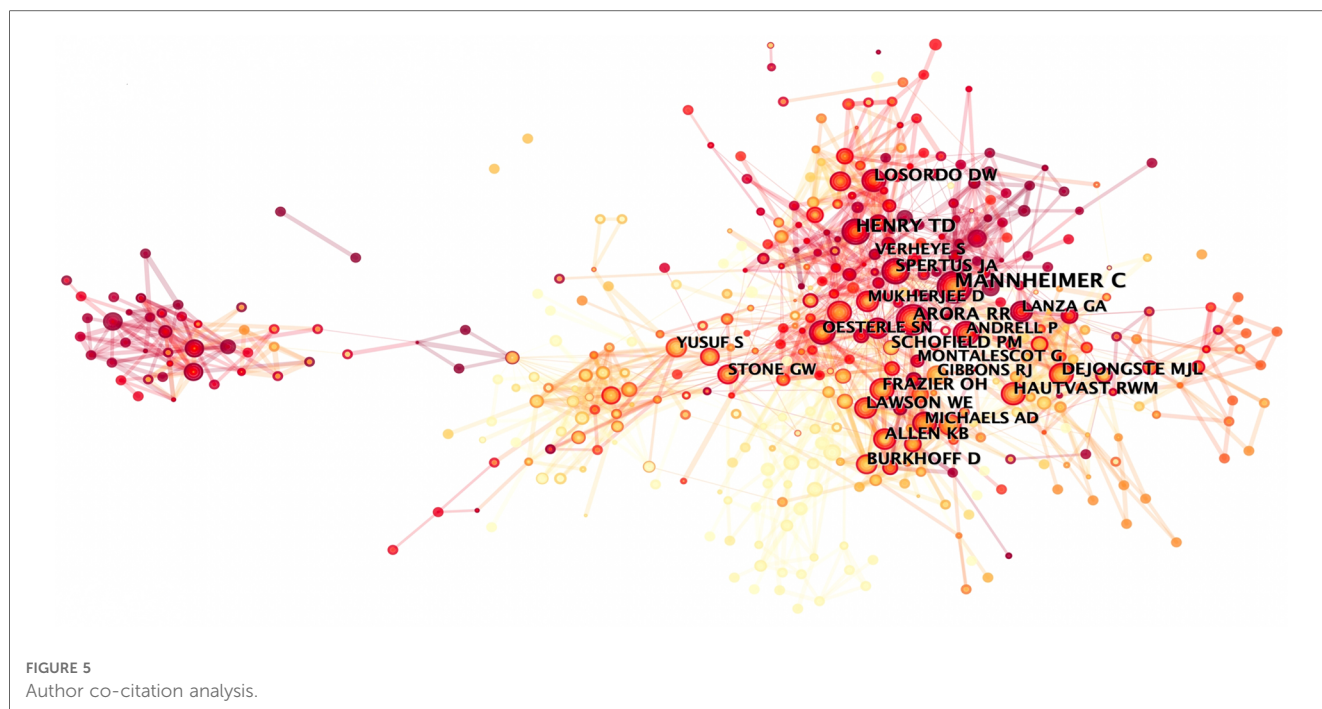 LOSORDO DW
HENRY TD
VERHEYE S
SPERTUS JA
MANNHEIMER C
MUKHERJEE D
LANZA GA
ARORA RR
OESTERLE SN
ANDRELL P
YUSUF S
SCHOFIELD PM
MONTALESCOT G
STONE GW
GIBBONS RJ
DEJONGSTE MJL
FRAZIER OH
HAUTVAST RWM
LAWSON WE
MICHAELS AD
ALLEN KB
BURKHOFF D
FIGURE 5
Author co-citation analysis.